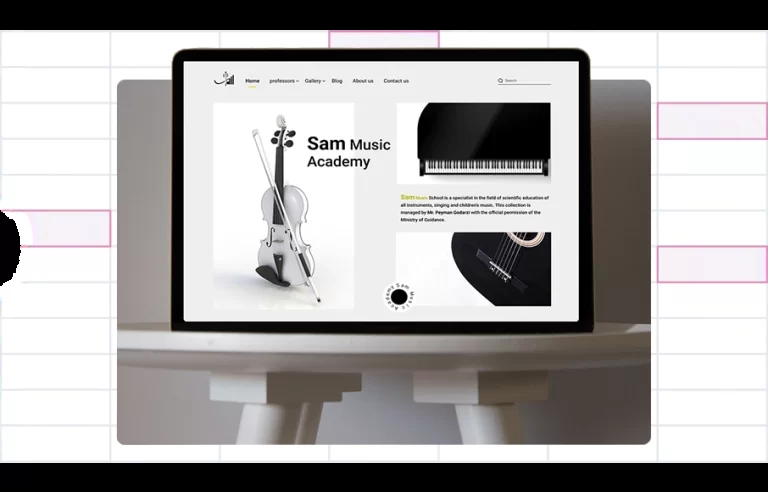 Home professors Gallery Blog About us Contact us Search
Sam Music
Academy
Sam Music School is a specialist in the field of scientific education of
all instruments, singing and children's music. This collection is
managed by Mr. Peyman Godarzi with the official permission of the
Ministry of Guidance.
Sam Music Academy